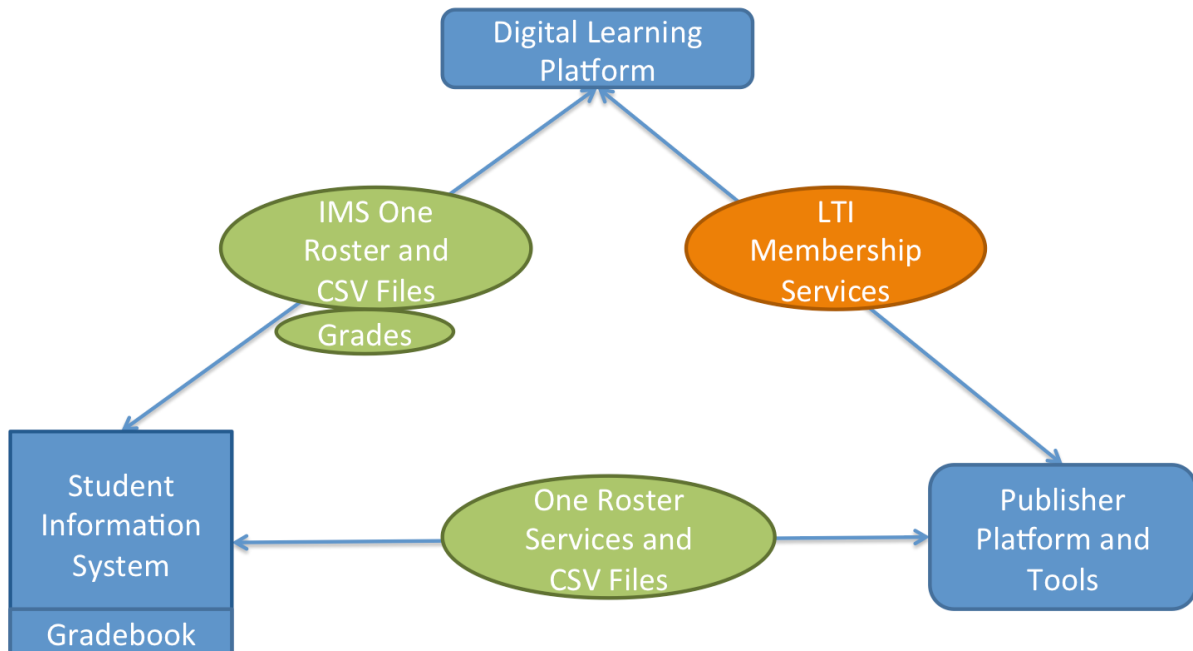 Digital Learning
Platform
IMS One
Roster and
CSV Files
Grades
LTI
Membership
Services
Student
Information
System
Gradebook
One Roster
Services and
CSV Files
Publisher
Platform and
Tools